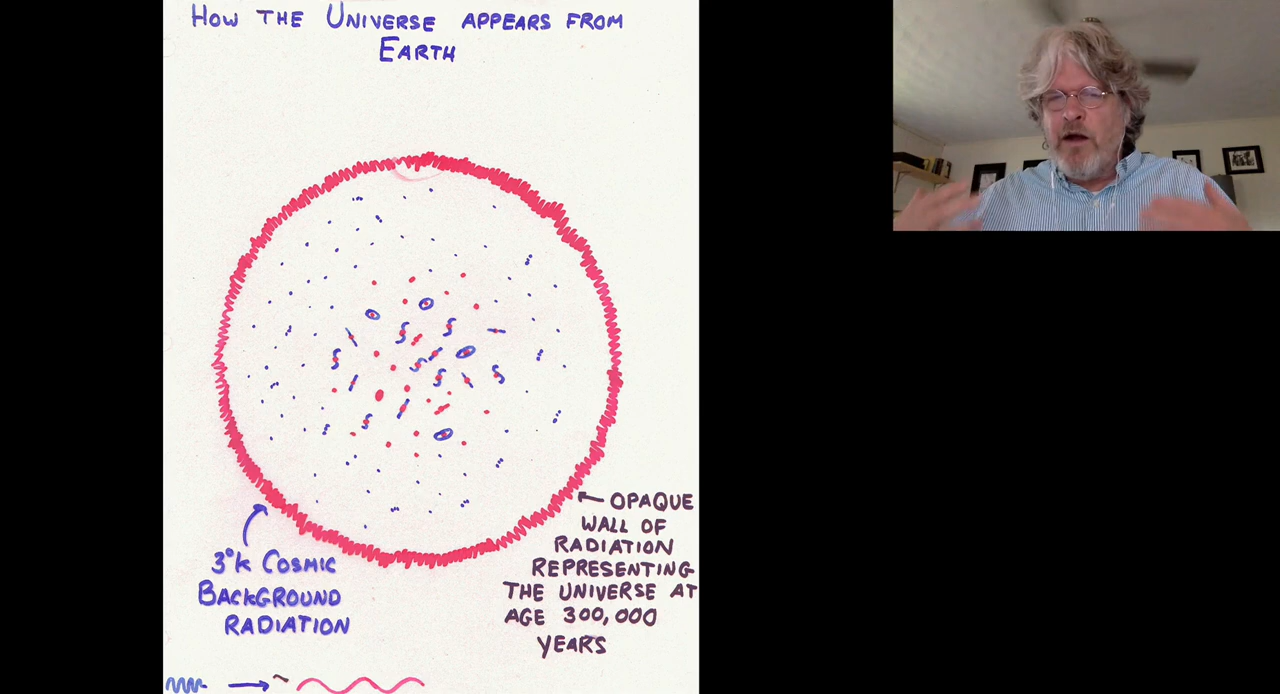 HOW THE UNIVERSE APPEARS FROM
EARTH
OPAQUE
WALL OF
RADIATION
REPRESENTING
THE UNIVERSE AT
AGE 300,000
YEARS
3°K COSMIC
BACKGROUND
RADIATION